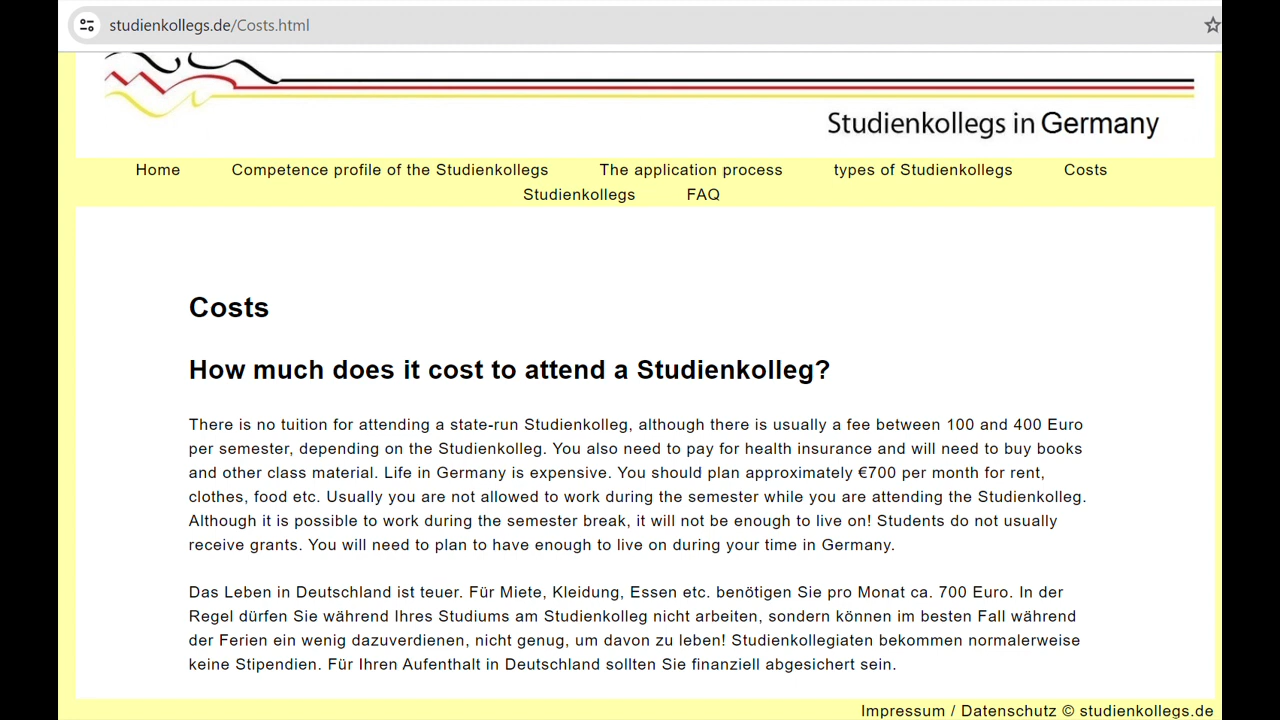 studienkollegs.de/Costs.html
Studienkollegs in Germany
Home Competence profile of the Studienkollegs The application process types of Studienkollegs Costs
Studienkollegs FAQ
Costs
How much does it cost to attend a Studienkolleg?
There is no tuition for attending a state-run Studienkolleg, although there is usually a fee between 100 and 400 Euro
per semester, depending on the Studienkolleg. You also need to pay for health insurance and will need to buy books
and other class material. Life in Germany is expensive. You should plan approximately €700 per month for rent,
clothes, food etc. Usually you are not allowed to work during the semester while you are attending the Studienkolleg.
Although it is possible to work during the semester break, it will not be enough to live on! Students do not usually
receive grants. You will need to plan to have enough to live on during your time in Germany.
Das Leben in Deutschland ist teuer. Für Miete, Kleidung, Essen etc. benötigen Sie pro Monat ca. 700 Euro. In der
Regel dürfen Sie während Ihres Studiums am Studienkolleg nicht arbeiten, sondern können im besten Fall während
der Ferien ein wenig dazuverdienen, nicht genug, um davon zu leben! Studienkollegiaten bekommen normalerweise
keine Stipendien. Für Ihren Aufenthalt in Deutschland sollten Sie finanziell abgesichert sein.
Impressum / Datenschutz © studienkollegs.de